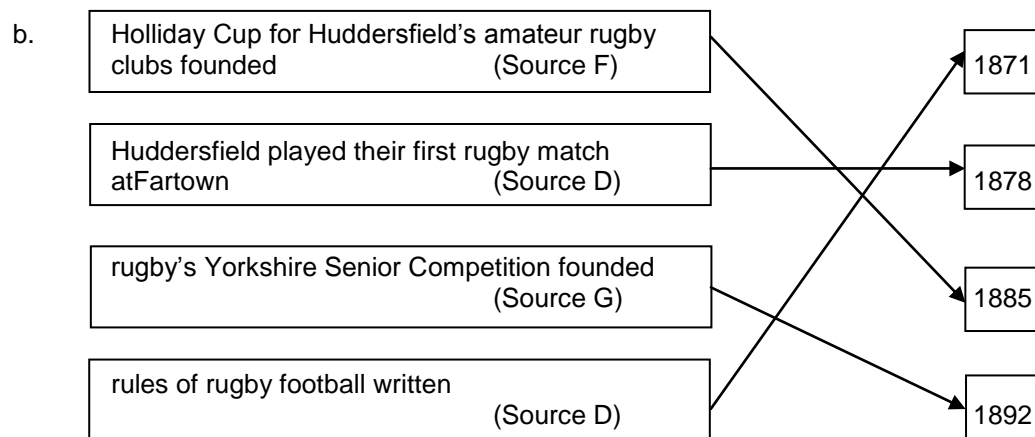 b.
Holliday Cup for Huddersfield's amateur rugby
clubs founded (Source F)
Huddersfield played their first rugby match
atFartown (Source D)
rugby's Yorkshire Senior Competition founded
(Source G)
rules of rugby football written
(Source D)
1871
1878
1885
1892